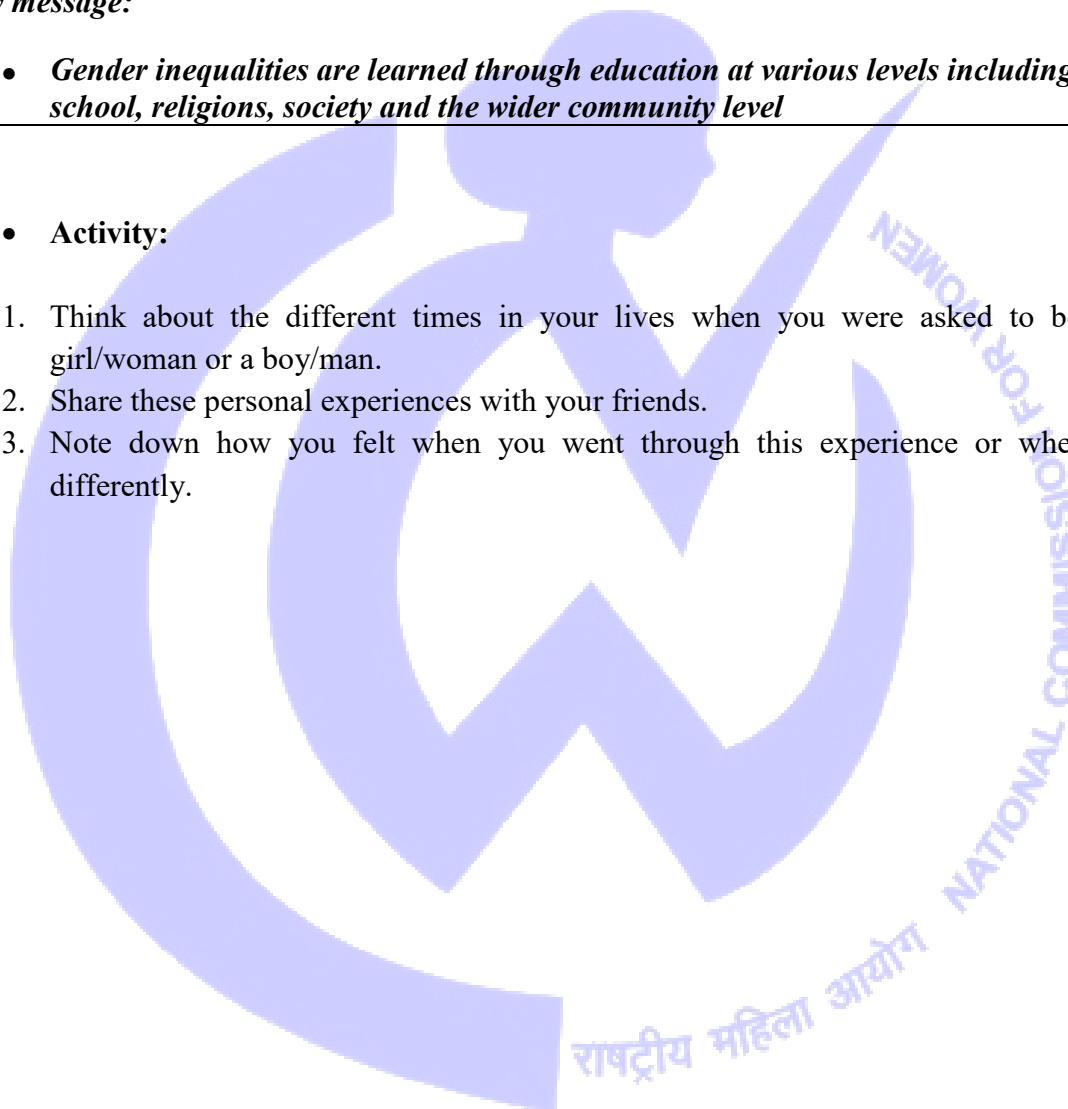 message:
• Gender inequalities are learned through education at various levels including
school, religions, society and the wider community level
• Activity:
1. Think about the different times in your lives when you were asked to be
girl/woman or a boy/man.
2. Share these personal experiences with your friends.
3. Note down how you felt when you went through this experience or whe
differently.
राषट्रीय महिला आयोग NATIONAL COMMISSION FOR WOMEN